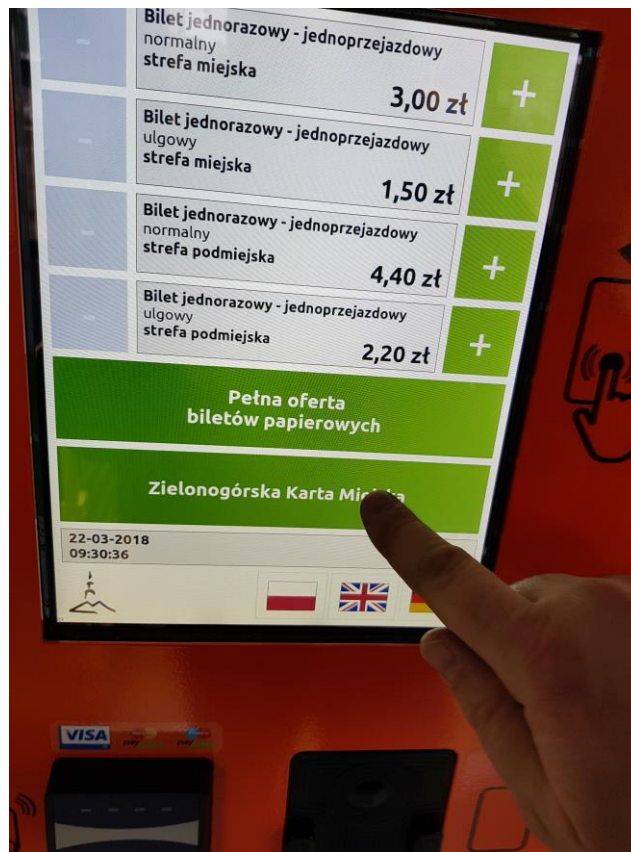 Bilet jednorazowy - jednoprzejazdowy
normalny
strefa miejska
3,00 zł
+
-
Bilet jednorazowy - jednoprzejazdowy
ulgowy
strefa miejska
1,50 zł
+
-
Bilet jednorazowy - jednoprzejazdowy
normalny
strefa podmiejska
4,40 zł
+
-
Bilet jednorazowy - jednoprzejazdowy
ulgowy
strefa podmiejska
2,20 zł
+
Pełna oferta
biletów papierowych
Zielonogórska Karta
22-03-2018
09:30:36
VISA
pay pay